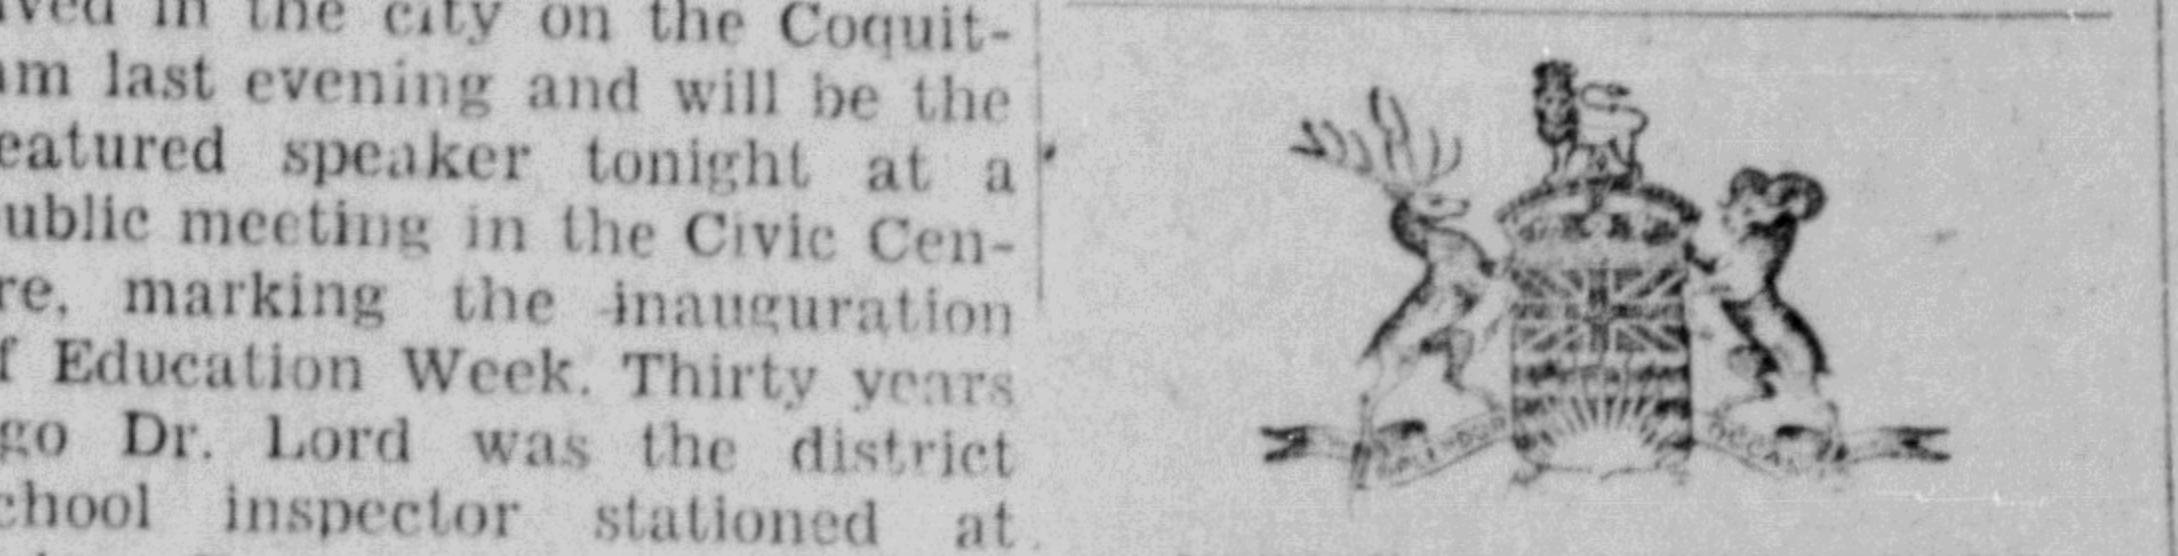 in the city on the Coquit-
last evening and will be the
eatured speaker tonight at a
ublic meeting in the Civic Cen-
re, marking the inauguration
f Education Week. Thirty years
go Dr. Lord was the district
chool inspector stationed at